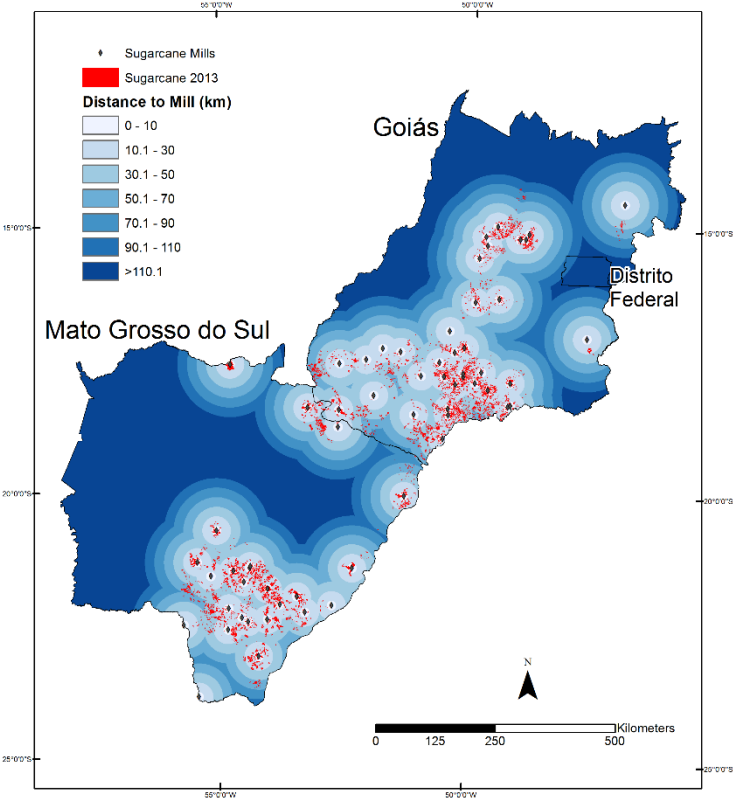 55°0'0"W 50°0'0"W
Sugarcane Mills
Sugarcane 2013
Distance to Mill (km)
0 - 10
10.1 - 30
30.1 - 50
50.1 - 70
70.1 - 90
90.1 - 110
>110.1
Goiás
15°0'0"S 15°0'0"S
Distrito
Federal
Mato Grosso do Sul
20°0'0"S 20°0'0"S
N
Kilometers
0 125 250 500
25°0'0"S 25°0'0"S
55°0'0"W 50°0'0"W